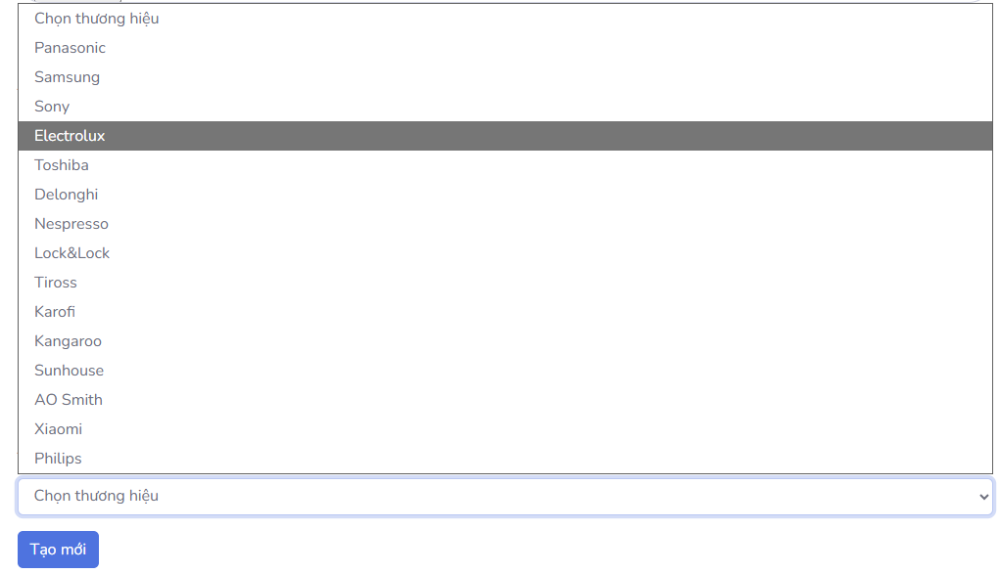 Chọn thương hiệu
Panasonic
Samsung
Sony
Electrolux
Toshiba
Delonghi
Nespresso
Lock&Lock
Tiross
Karofi
Kangaroo
Sunhouse
AO Smith
Xiaomi
Philips
Chọn thương hiệu
Tạo mới